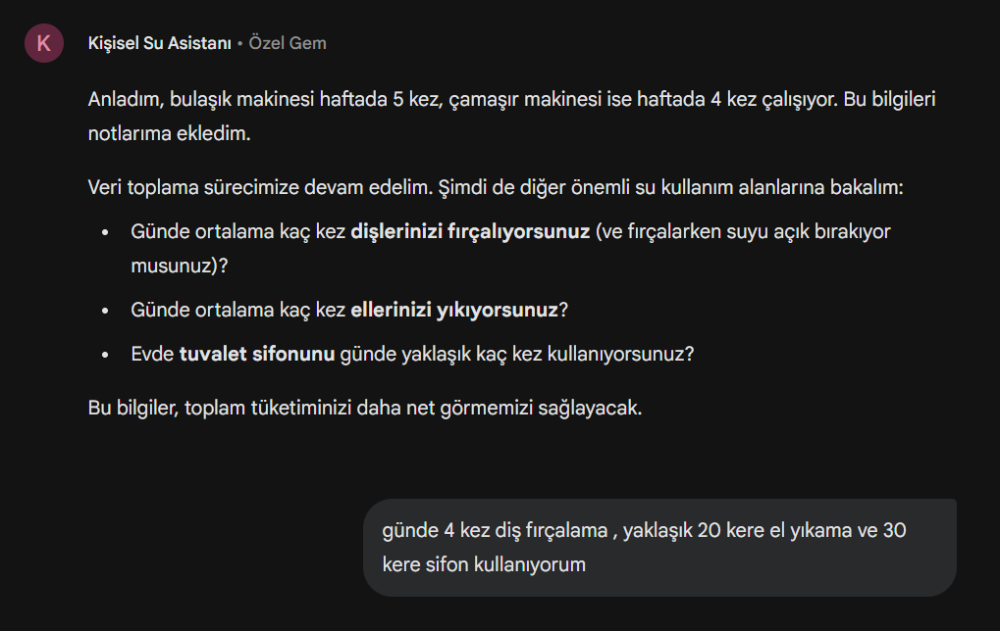 K
Kişisel Su Asistanı • Özel Gem
Anladım, bulaşık makinesi haftada 5 kez, çamaşır makinesi ise haftada 4 kez çalışıyor. Bu bilgileri
notlarıma ekledim.
Veri toplama sürecimize devam edelim. Şimdi de diğer önemli su kullanım alanlarına bakalım:
• Günde ortalama kaç kez dişlerinizi fırçalıyorsunuz (ve fırçalarken suyu açık bırakıyor
musunuz)?
• Günde ortalama kaç kez ellerinizi yıkıyorsunuz?
• Evde tuvalet sifonunu günde yaklaşık kaç kez kullanıyorsunuz?
Bu bilgiler, toplam tüketiminizi daha net görmemizi sağlayacak.
günde 4 kez diş fırçalama , yaklaşık 20 kere el yıkama ve 30
kere sifon kullanıyorum